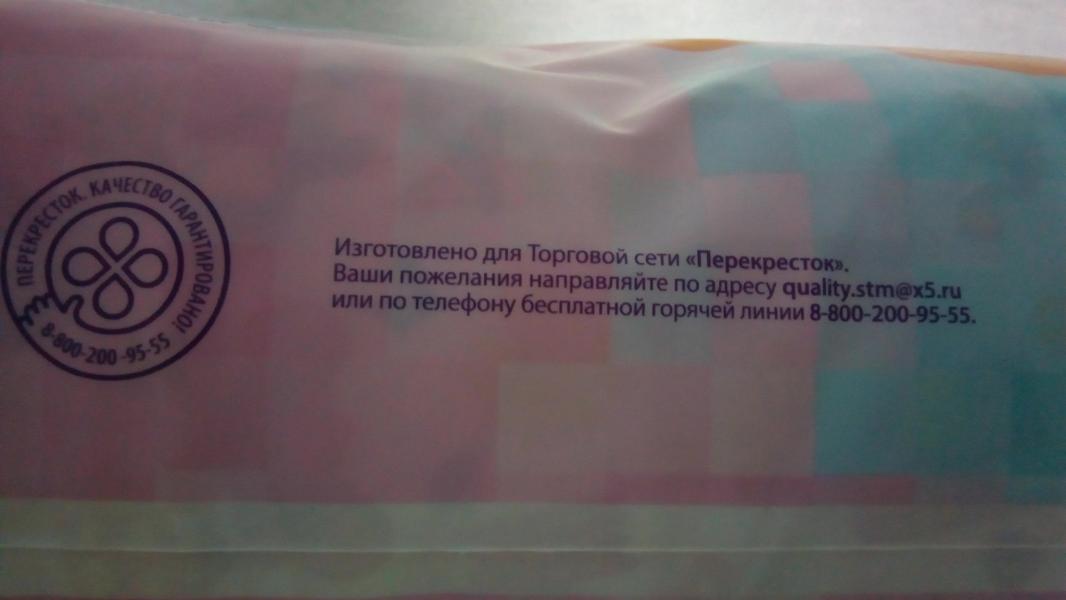 ПЕРЕКРЕСТОК. КАЧЕСТВО ГАРАНТИРОВАНО!
8-800-200-95-55
Изготовлено для Торговой сети «Перекресток».
Ваши пожелания направляйте по адресу quality.stm@x5.ru
или по телефону бесплатной горячей линии 8-800-200-95-55.